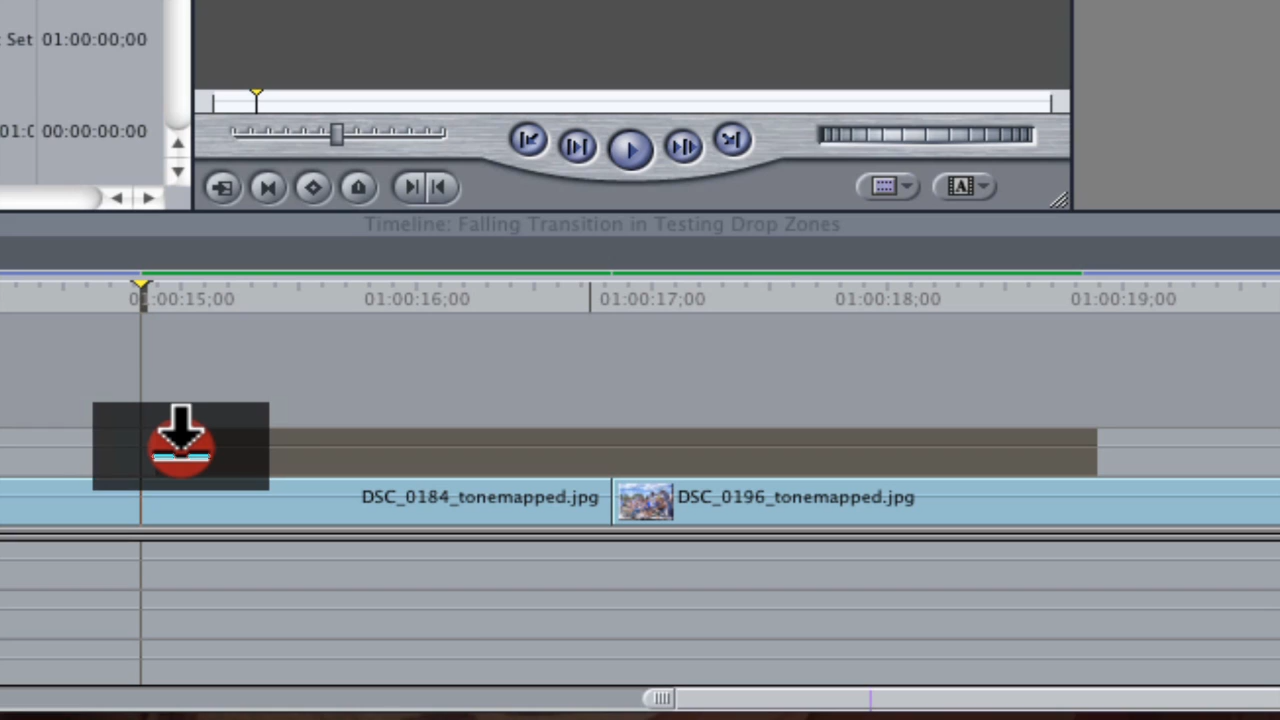 : Set 01:00:00;00
01:0 00:00:00:00
A
Timeline: Falling Transition in Testing Drop Zones
01:00:15;00 01:00:16;00 01:00:17;00 01:00:18;00 01:00:19;00
DSC_0184_tonemapped.jpg DSC_0196_tonemapped.jpg